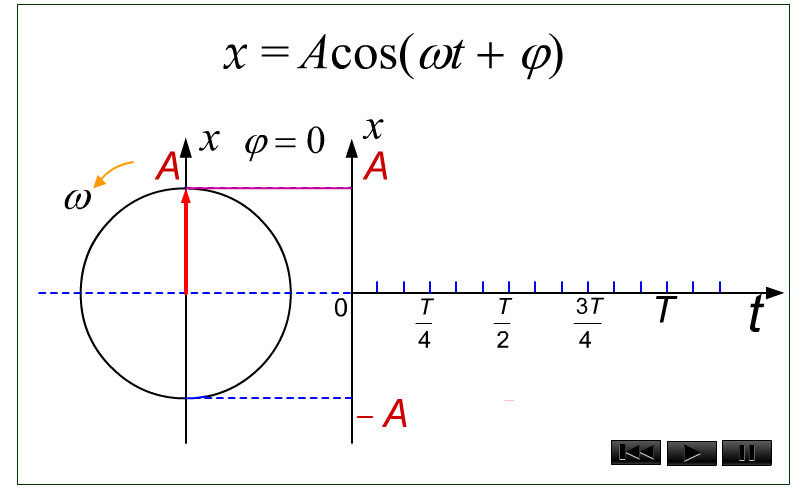 x = Acos(ωt + φ)
x φ = 0 x
A A
ω
0 T/4 T/2 3T/4 T t
– A